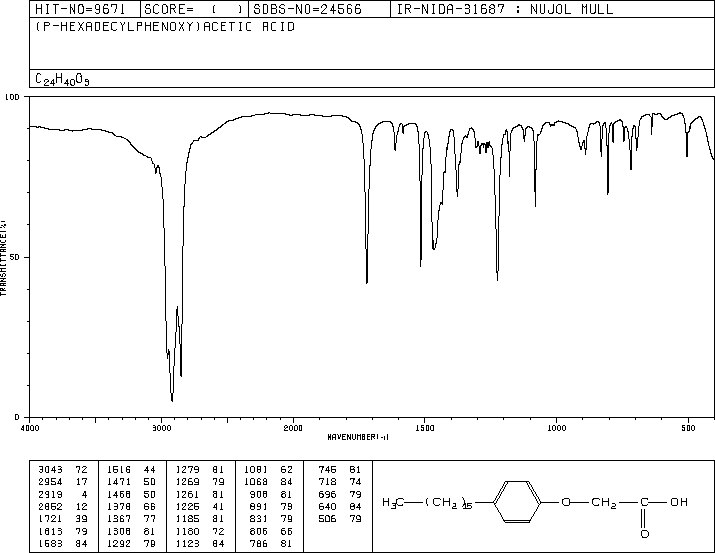 HIT-NO=9671 SCORE= ( ) SDBS-NO=24566 IR-NIDA-31687 : NUJOL MULL
(P-HEXADECYLPHENOXY)ACETIC ACID
C24H40O3
100
50
0
TRANSMITTANCE(%)
4000 3000 2000 1500 1000 500
WAVENUMBER(-1)
3043 72 1516 44 1279 81 1081 62 745 81
2954 17 1471 50 1269 79 1068 84 718 74
2919 4 1468 50 1261 81 908 81 696 79
2852 12 1378 66 1225 41 891 79 640 84
1721 39 1367 77 1185 81 831 79 506 79
1613 79 1308 81 1180 72 806 66
1583 84 1292 79 1123 84 786 81
H3C (CH2)15 O CH2 C OH
O